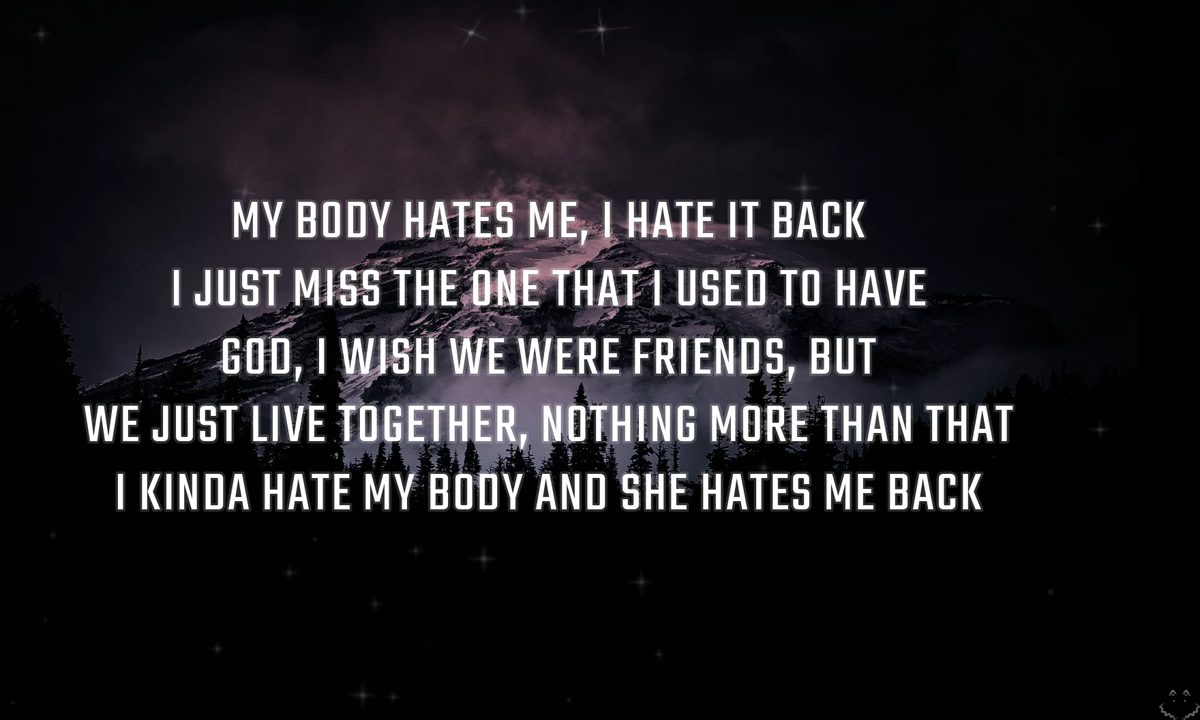 MY BODY HATES ME, I HATE IT BACK
I JUST MISS THE ONE THAT I USED TO HAVE
GOD, I WISH WE WERE FRIENDS, BUT
WE JUST LIVE TOGETHER, NOTHING MORE THAN THAT
I KINDA HATE MY BODY AND SHE HATES ME BACK